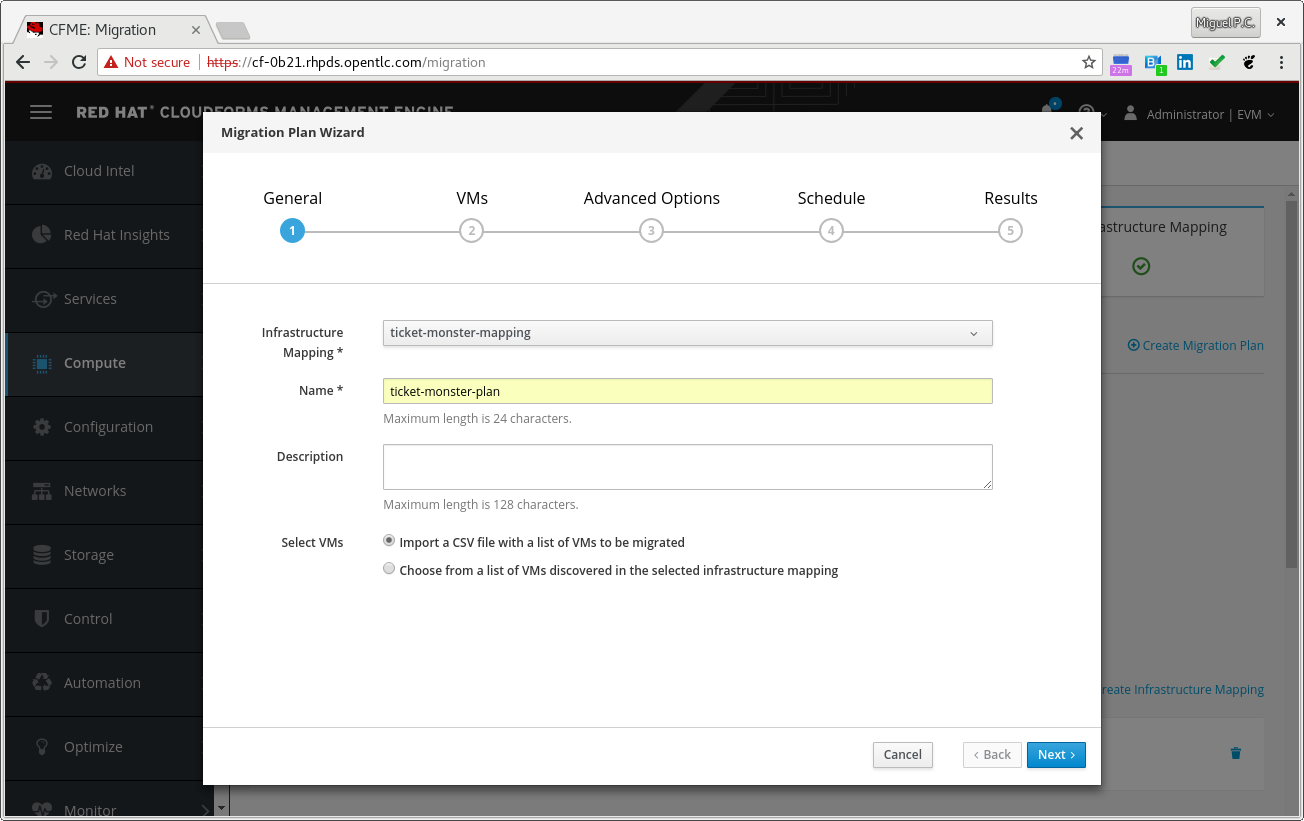 CFME: Migration
Miguel P.C.
Not secure
https://cf-0b21.rhpds.opentlc.com/migration
22m
1
RED HAT® CLOUDFORMS MANAGEMENT ENGINE
Administrator | EVM
Cloud Intel
Red Hat Insights
Services
Compute
Configuration
Networks
Storage
Control
Automation
Optimize
Monitor
Migration Plan Wizard
General
VMs
Advanced Options
Schedule
Results
1
2
3
4
5
Infrastructure
Mapping *
ticket-monster-mapping
Name *
ticket-monster-plan
Maximum length is 24 characters.
Description
Maximum length is 128 characters.
Select VMs
Import a CSV file with a list of VMs to be migrated
Choose from a list of VMs discovered in the selected infrastructure mapping
Cancel
Back
Next
astructure Mapping
Create Migration Plan
reate Infrastructure Mapping